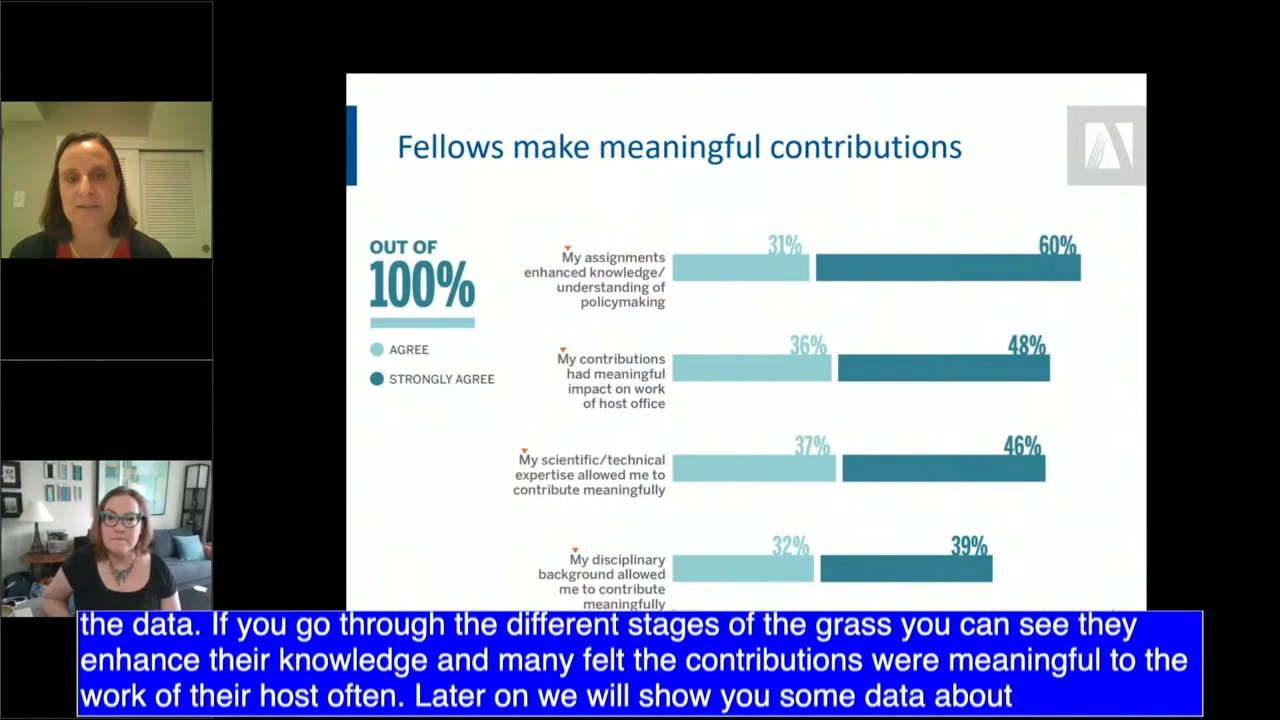 Fellows make meaningful contributions
OUT OF
100%
AGREE
STRONGLY AGREE
My assignments
enhanced knowledge/
understanding of
policymaking
31%
60%
My contributions
had meaningful
impact on work
of host office
36%
48%
My scientific/technical
expertise allowed me to
contribute meaningfully
37%
46%
My disciplinary
background allowed
me to contribute
meaningfully
32%
39%
the data. If you go through the different stages of the grass you can see they
enhance their knowledge and many felt the contributions were meaningful to the
work of their host often. Later on we will show you some data about